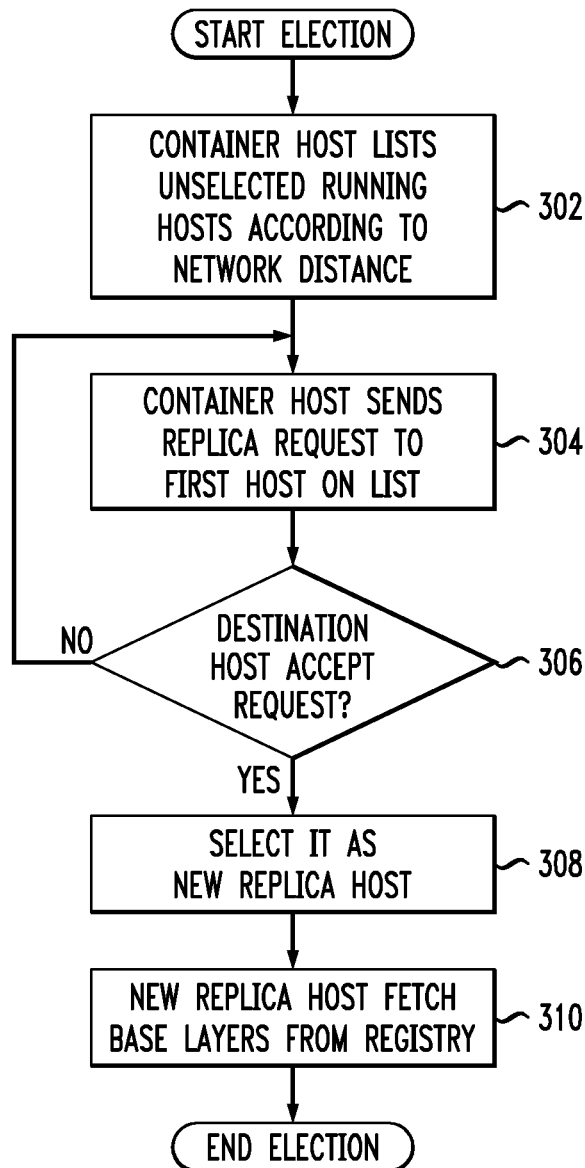 START ELECTION
CONTAINER HOST LISTS
UNSELECTED RUNNING
HOSTS ACCORDING TO
NETWORK DISTANCE
302
CONTAINER HOST SENDS
REPLICA REQUEST TO
FIRST HOST ON LIST
304
NO
DESTINATION
HOST ACCEPT
REQUEST?
306
YES
SELECT IT AS
NEW REPLICA HOST
308
NEW REPLICA HOST FETCH
BASE LAYERS FROM REGISTRY
310
END ELECTION